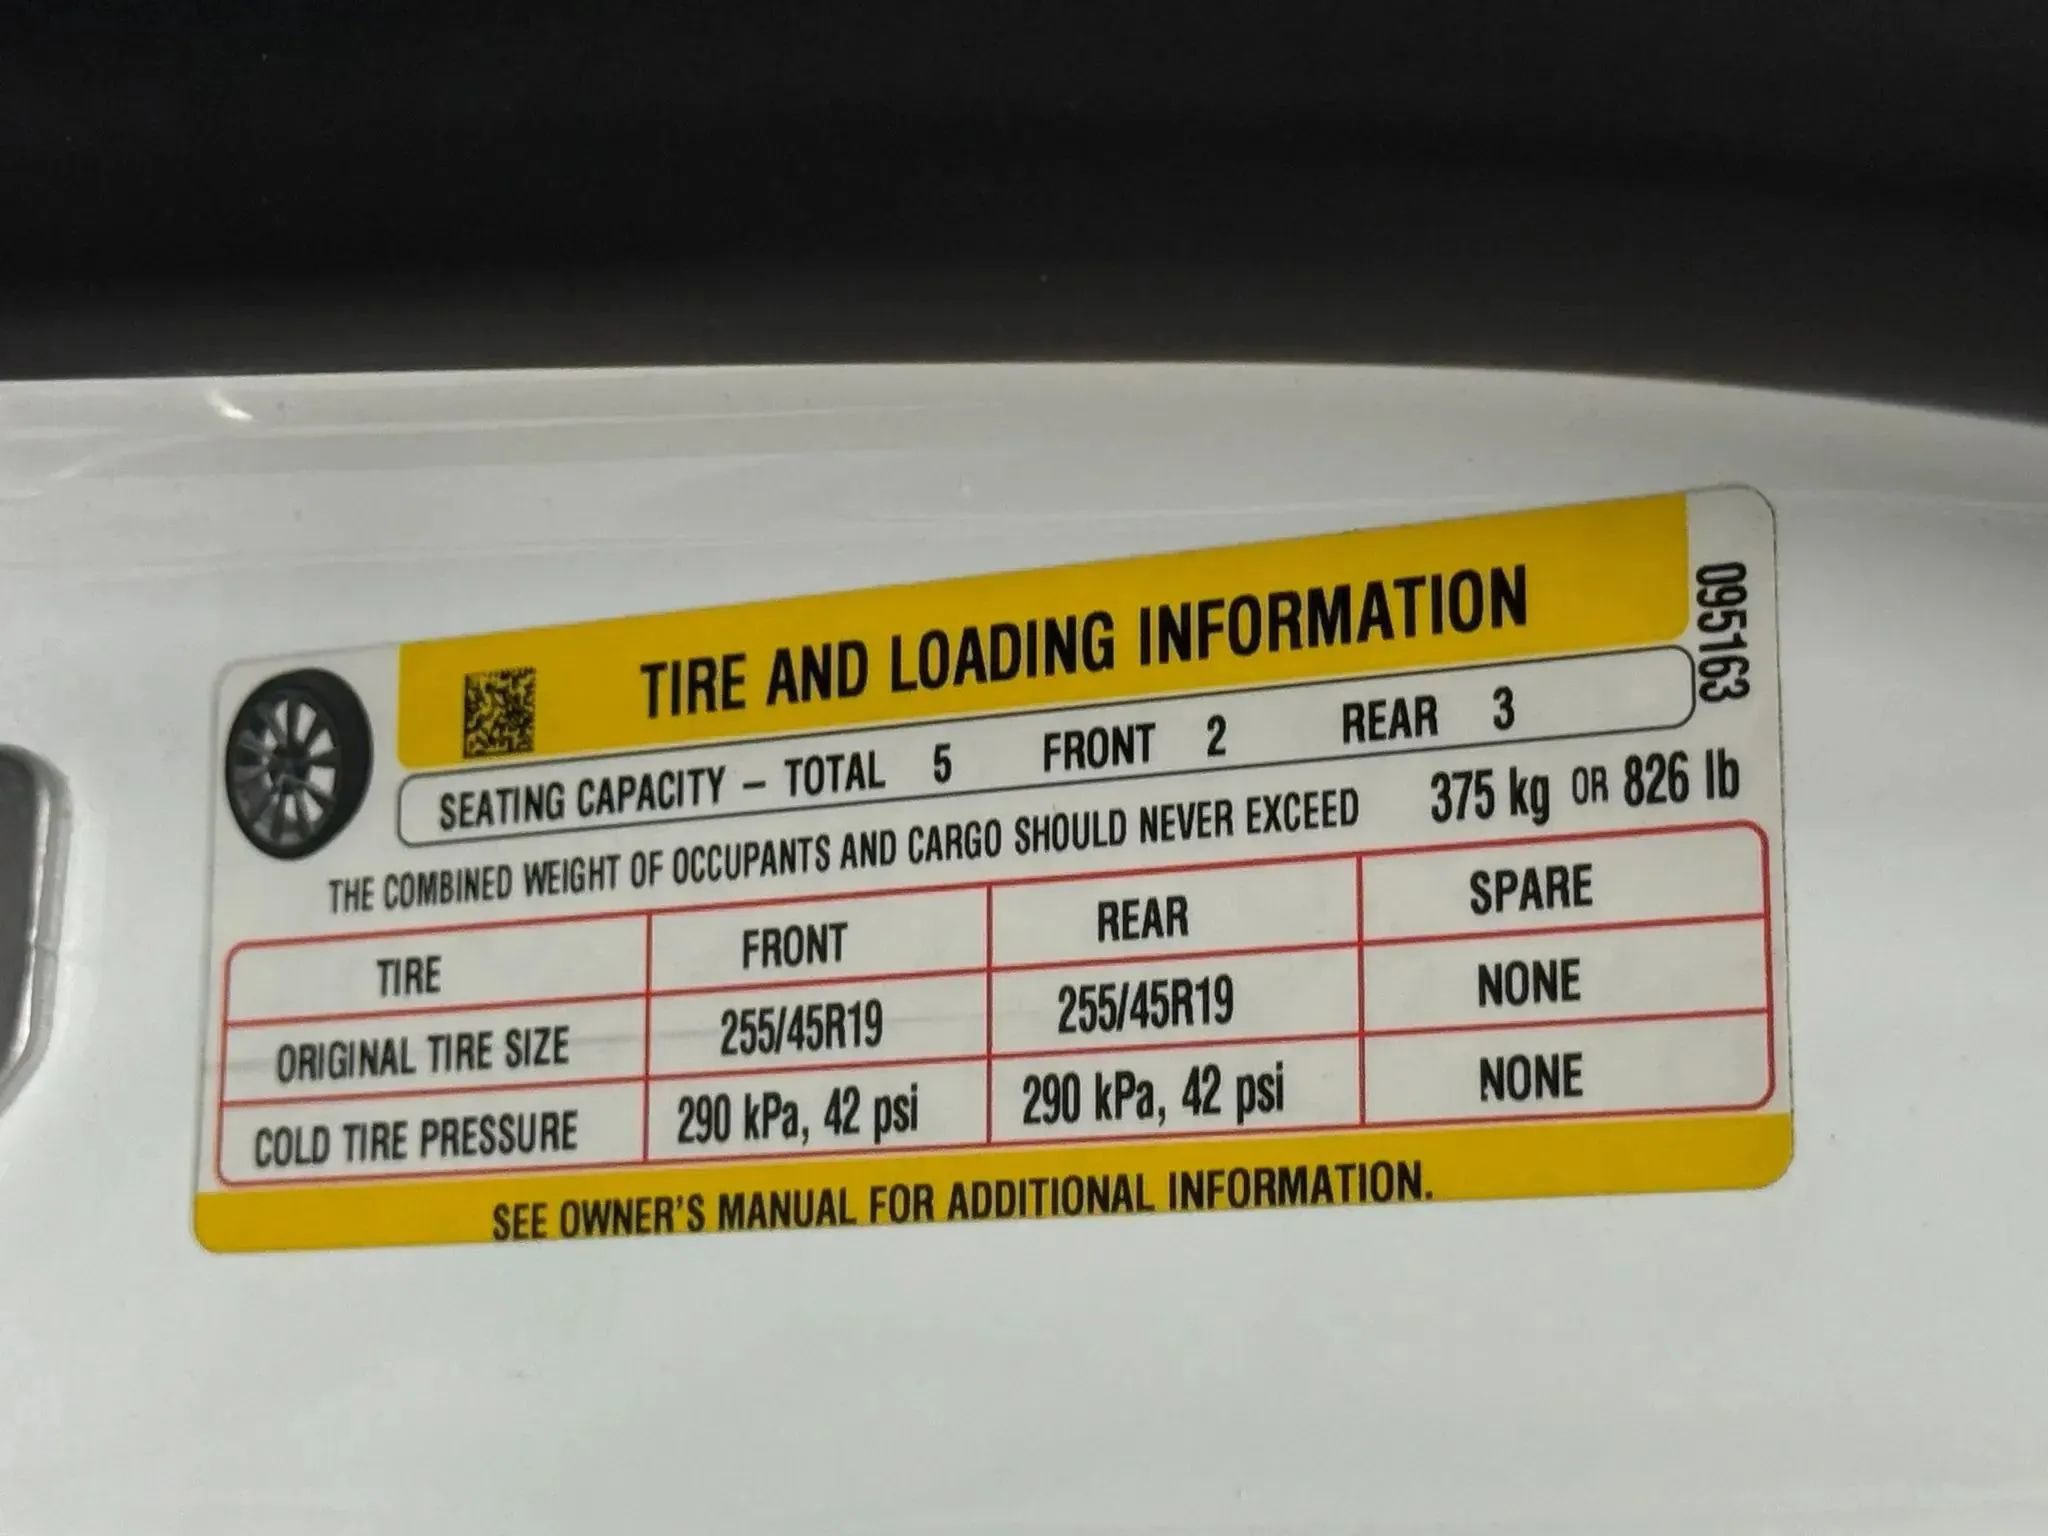 TIRE AND LOADING INFORMATION
095163
SEATING CAPACITY – TOTAL 5 FRONT 2 REAR 3
THE COMBINED WEIGHT OF OCCUPANTS AND CARGO SHOULD NEVER EXCEED 375 kg OR 826 lb
TIRE FRONT REAR SPARE
ORIGINAL TIRE SIZE 255/45R19 255/45R19 NONE
COLD TIRE PRESSURE 290 kPa, 42 psi 290 kPa, 42 psi NONE
SEE OWNER'S MANUAL FOR ADDITIONAL INFORMATION.